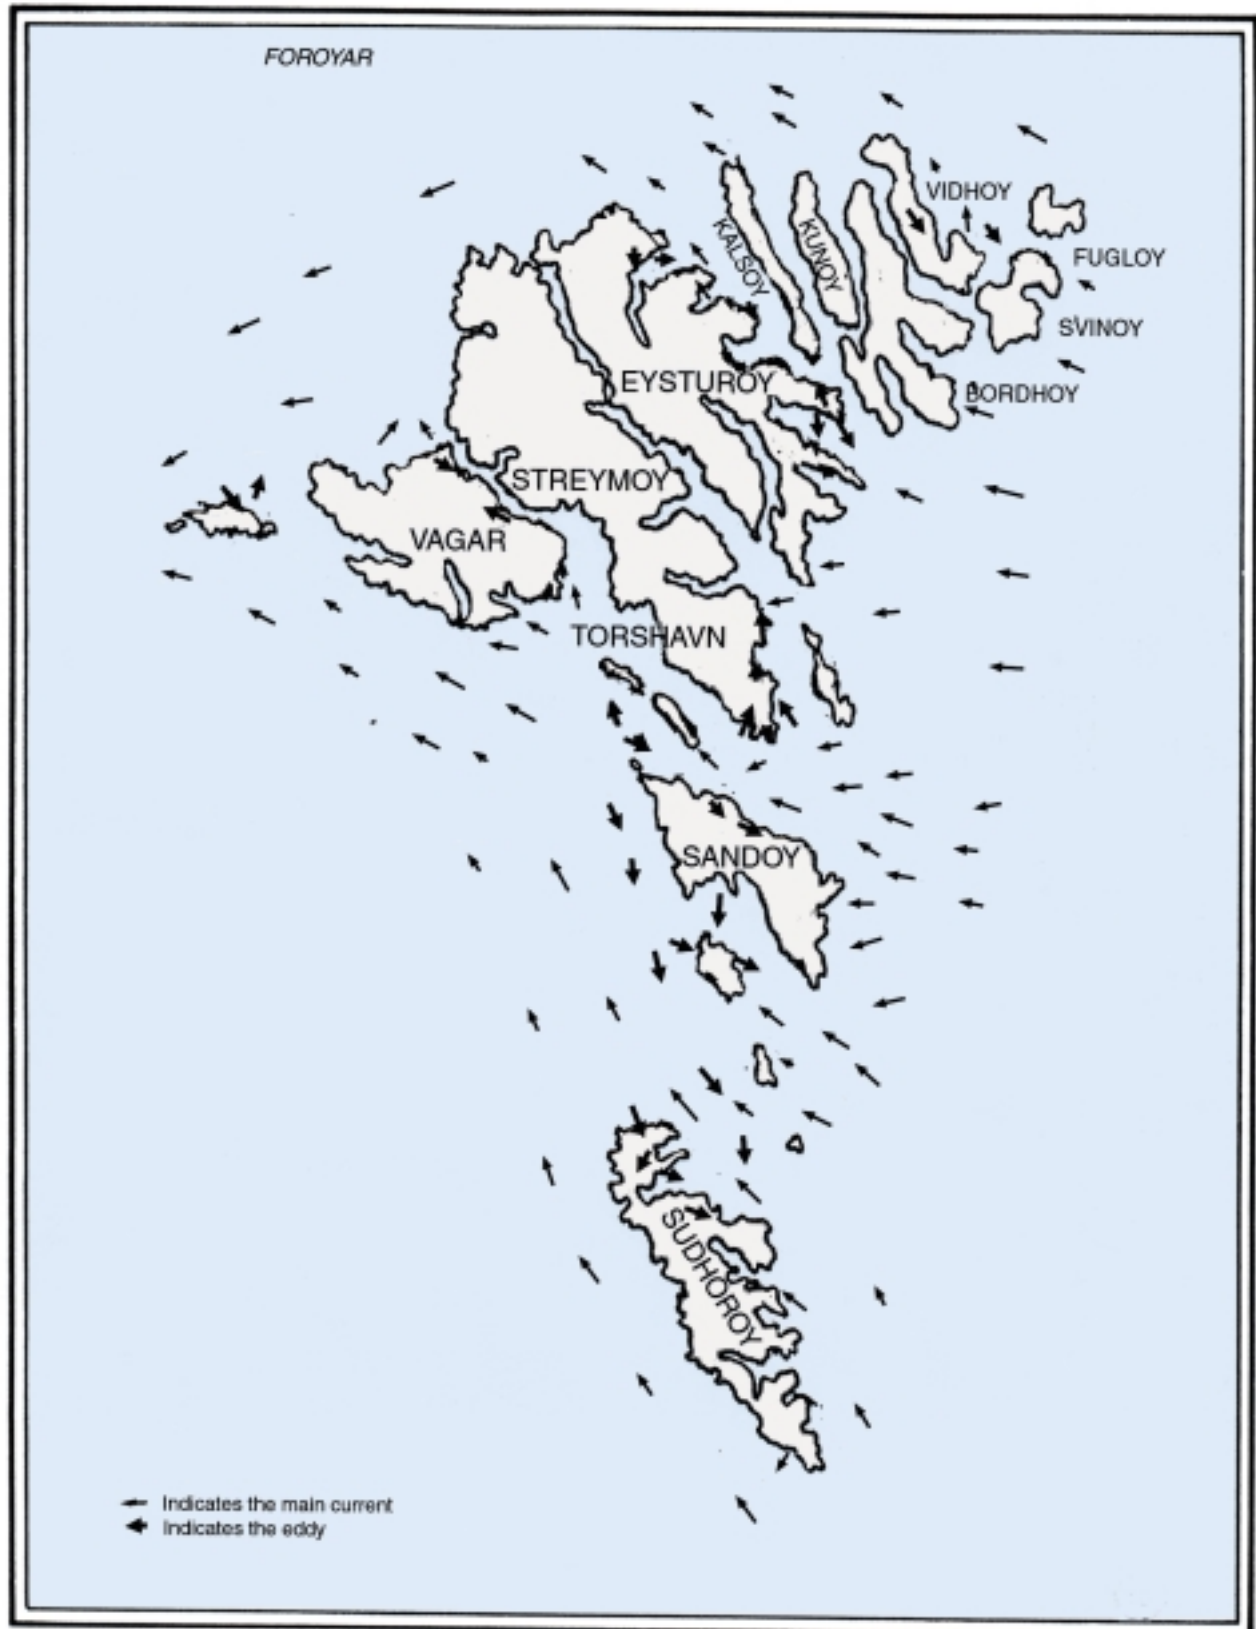 FOROYAR
VIDHOY
KALSOY
KUNOY
FUGLOY
SVINOY
EYSTUROY
BORDHOY
STREYMOY
VAGAR
TORSHAVN
SANDOY
SUDHOROY
Indicates the main current
Indicates the eddy